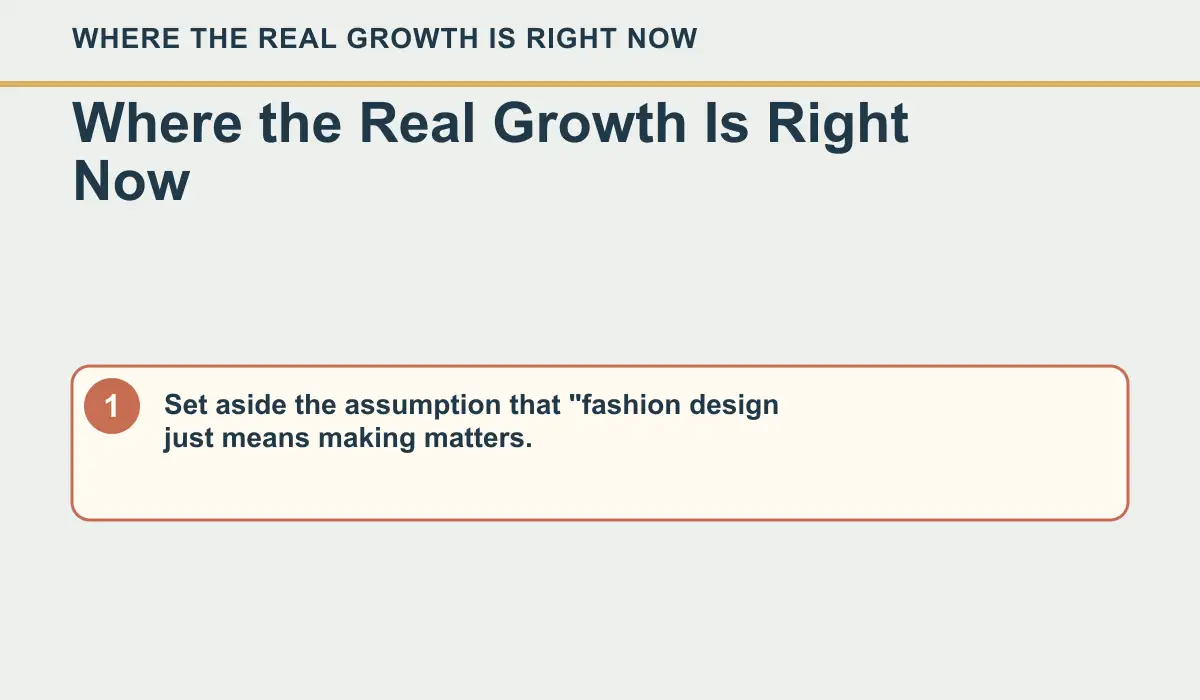 WHERE THE REAL GROWTH IS RIGHT NOW
Where the Real Growth Is Right
Now
1
Set aside the assumption that "fashion design
just means making matters.